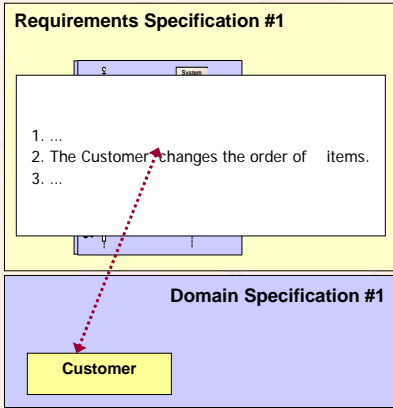 Requirements Specification #1
System
1. ...
2. The Customer changes the order of items.
3. ...
Domain Specification #1
Customer